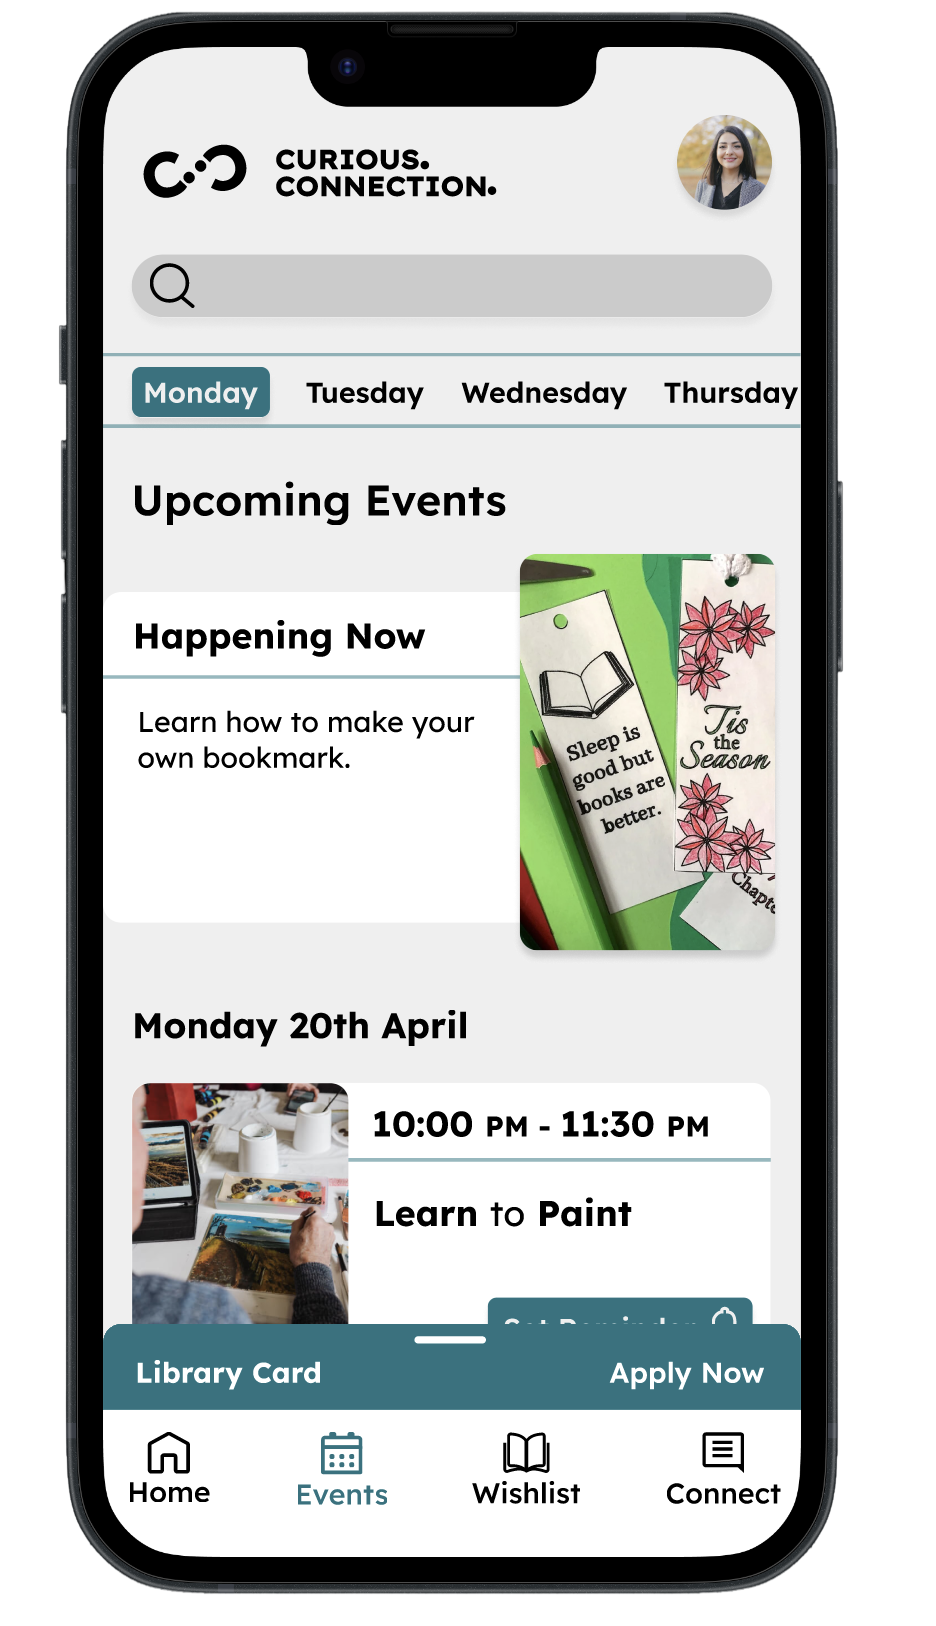 CURIOUS.
CONNECTION.
Monday Tuesday Wednesday Thursday
Upcoming Events
Happening Now
Learn how to make your
own bookmark.
Sleep is
good but
books are
better.
'Tis
the
Season
Monday 20th April
10:00 PM - 11:30 PM
Learn to Paint
Set Reminder
Library Card
Apply Now
Home
Events
Wishlist
Connect